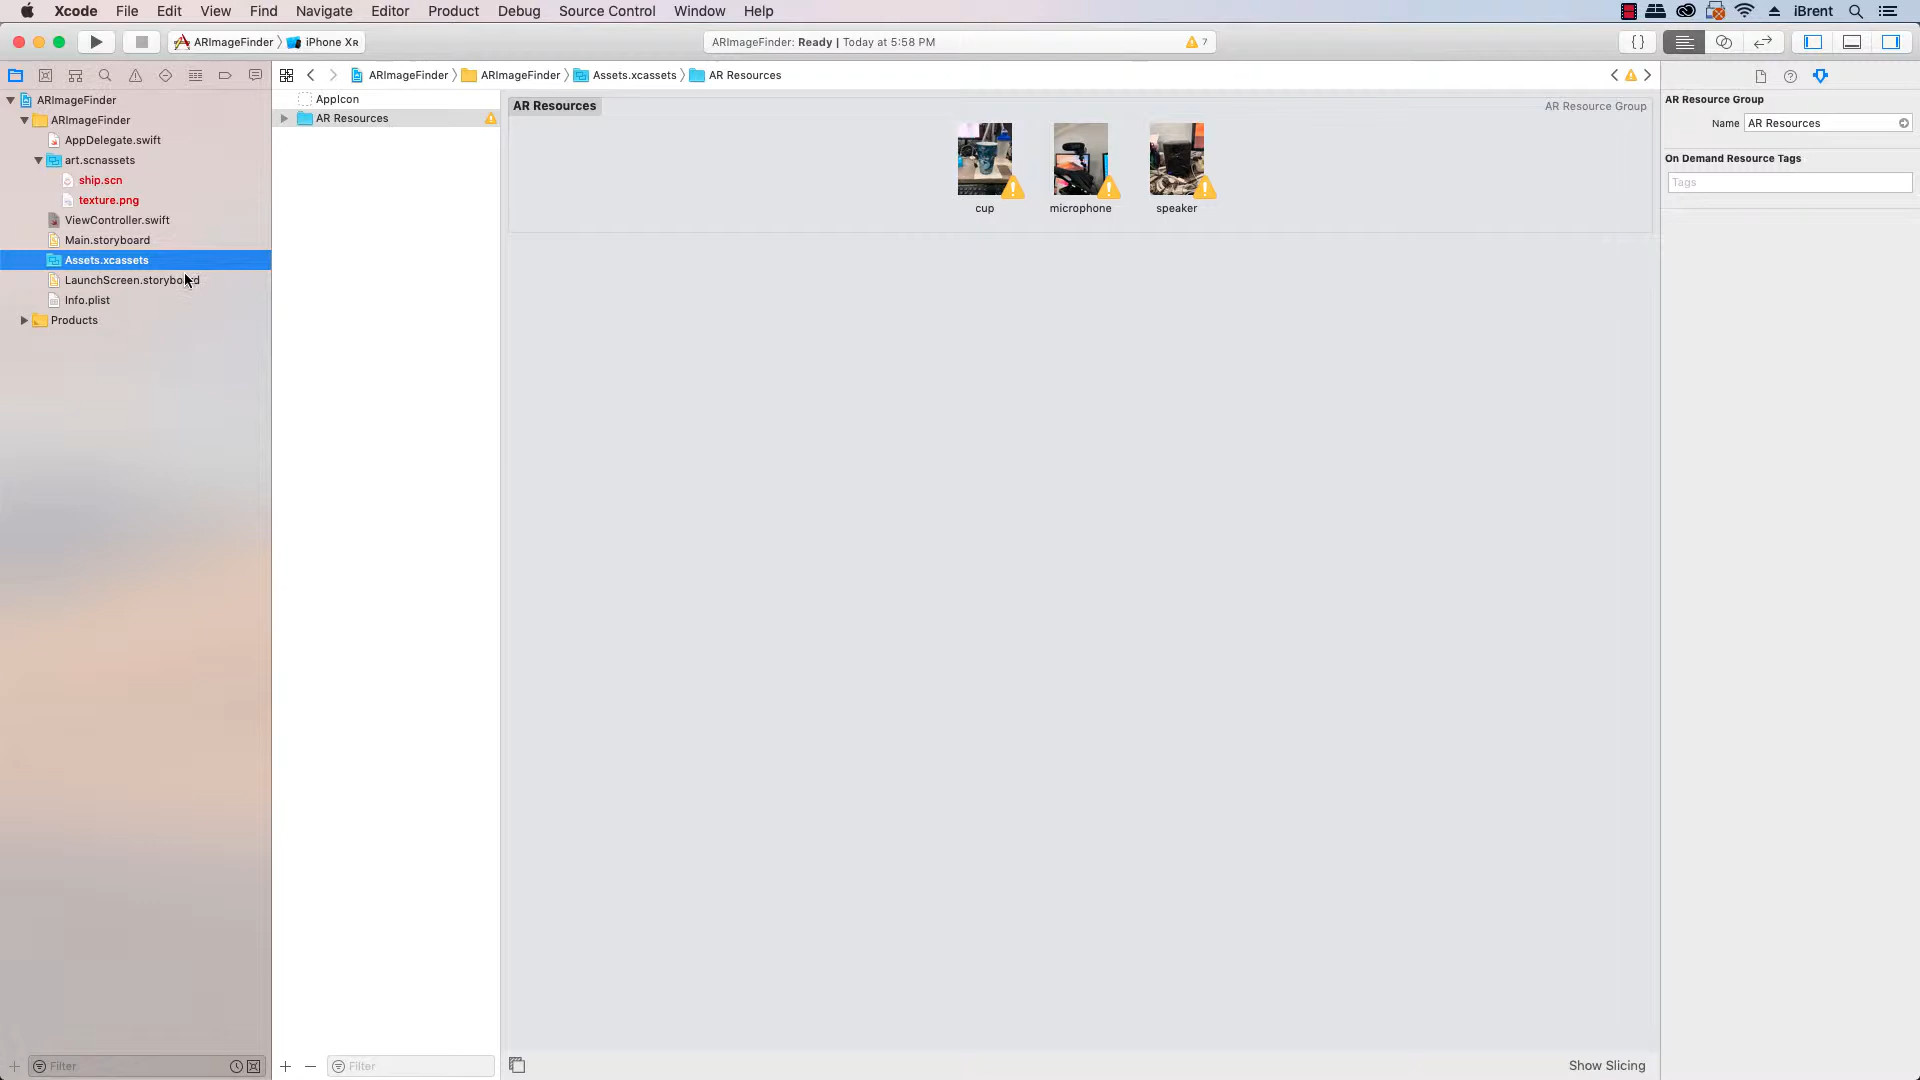 Xcode File Edit View Find Navigate Editor Product Debug Source Control Window Help iBrent
ARImageFinder iPhone XR ARImageFinder: Ready | Today at 5:58 PM 7 { }
ARImageFinder ARImageFinder Assets.xcassets AR Resources
ARImageFinder
ARImageFinder
AppDelegate.swift
art.scnassets
ship.scn
texture.png
ViewController.swift
Main.storyboard
Assets.xcassets
LaunchScreen.storyboard
Info.plist
Products
Filter
AppIcon
AR Resources
Filter
AR Resources AR Resource Group
cup microphone speaker
Show Slicing
AR Resource Group
Name AR Resources
On Demand Resource Tags
Tags